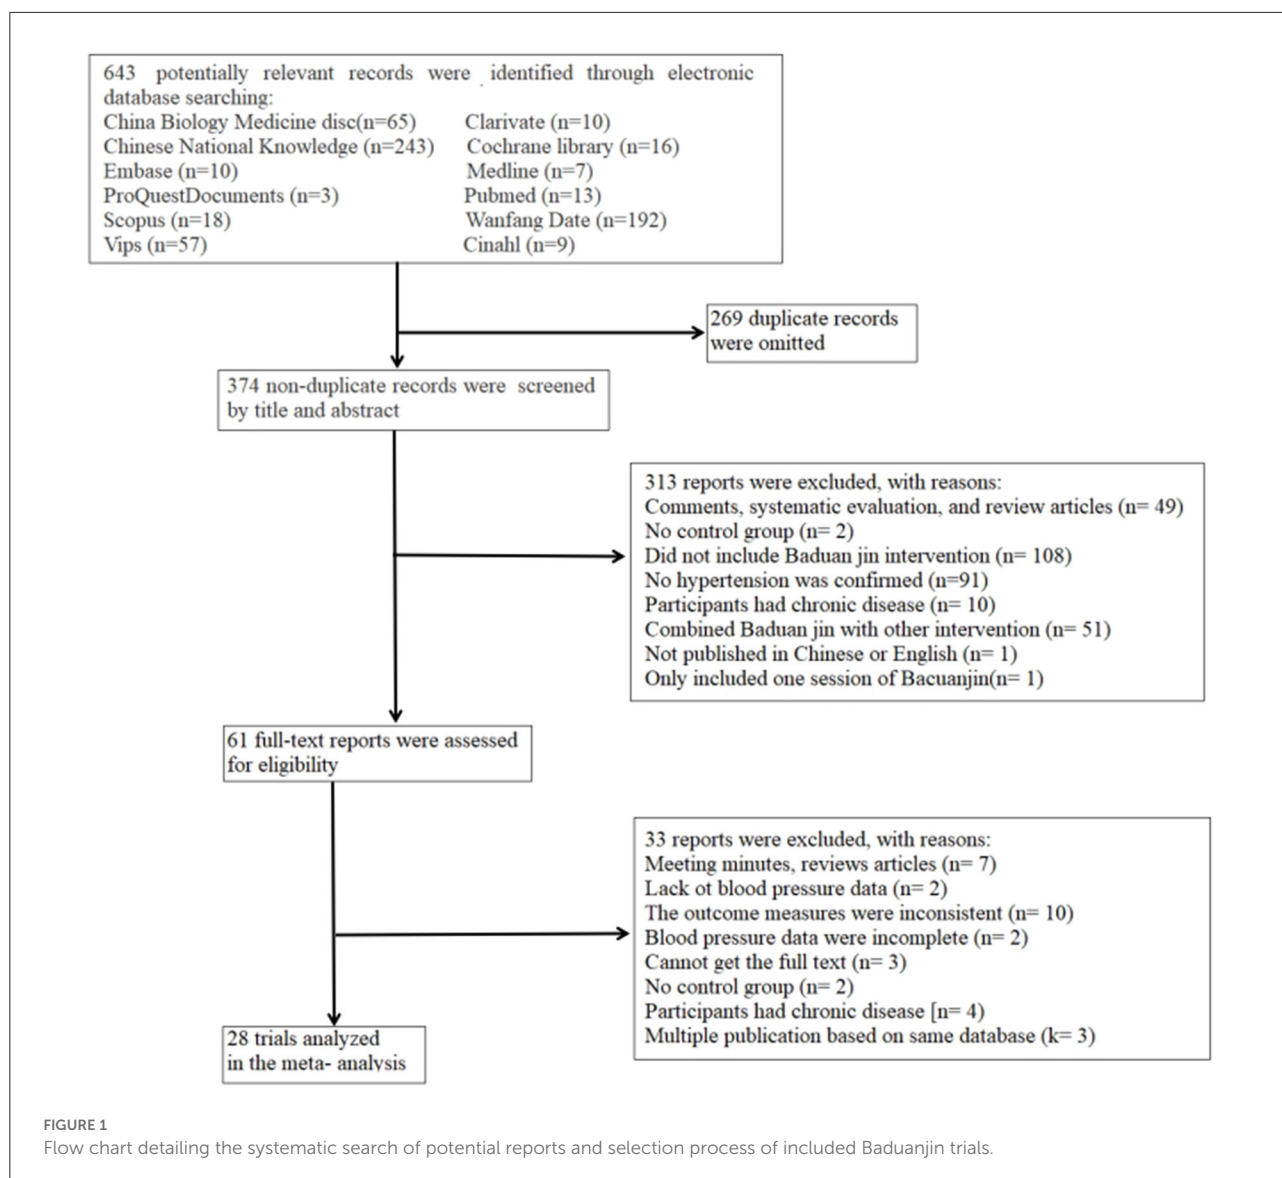 643 potentially relevant records were identified through electronic
database searching:
China Biology Medicine disc(n=65) Clarivate (n=10)
Chinese National Knowledge (n=243) Cochrane library (n=16)
Embase (n=10) Medline (n=7)
ProQuestDocuments (n=3) Pubmed (n=13)
Scopus (n=18) Wanfang Date (n=192)
Vips (n=57) Cinahl (n=9)
269 duplicate records
were omitted
374 non-duplicate records were screened
by title and abstract
313 reports were excluded, with reasons:
Comments, systematic evaluation, and review articles (n= 49)
No control group (n= 2)
Did not include Baduan jin intervention (n= 108)
No hypertension was confirmed (n=91)
Participants had chronic disease (n= 10)
Combined Baduan jin with other intervention (n= 51)
Not published in Chinese or English (n= 1)
Only included one session of Bacuanjin(n= 1)
61 full-text reports were assessed
for eligibility
33 reports were excluded, with reasons:
Meeting minutes, reviews articles (n= 7)
Lack ot blood pressure data (n= 2)
The outcome measures were inconsistent (n= 10)
Blood pressure data were incomplete (n= 2)
Cannot get the full text (n= 3)
No control group (n= 2)
Participants had chronic disease [n= 4)
Multiple publication based on same database (k= 3)
28 trials analyzed
in the meta- analysis
FIGURE 1
Flow chart detailing the systematic search of potential reports and selection process of included Baduanjin trials.